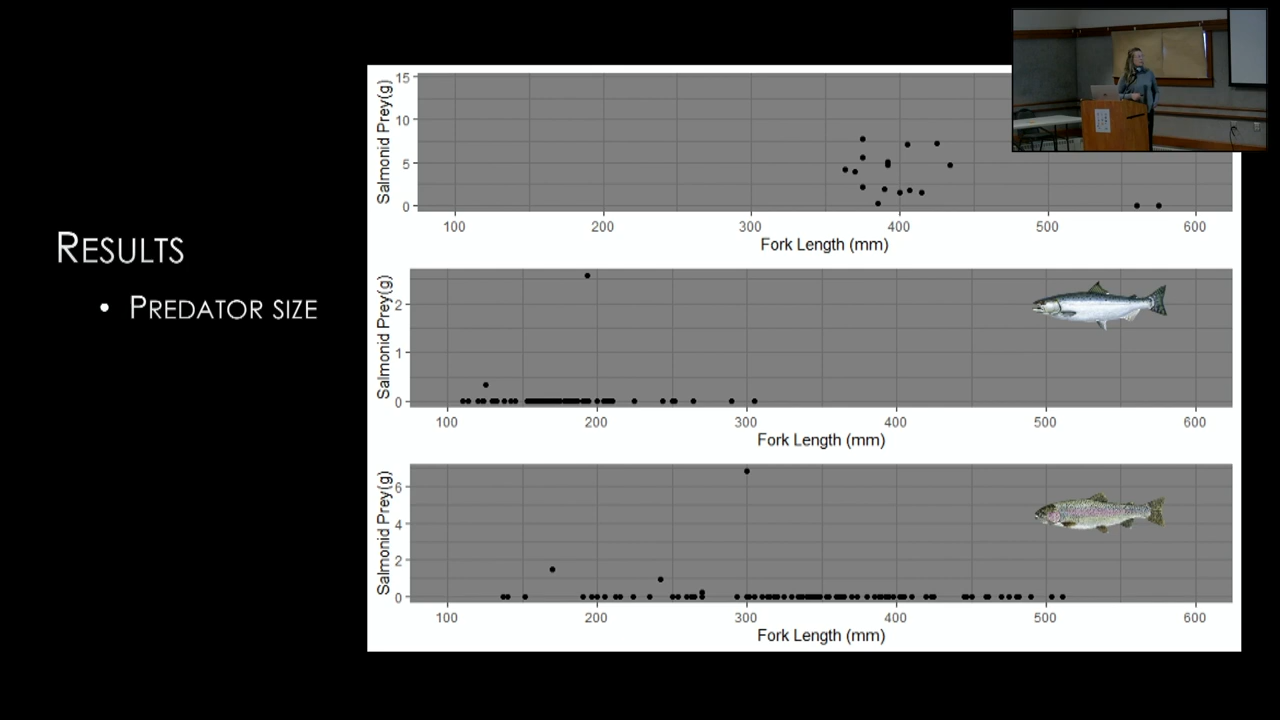 RESULTS
• PREDATOR SIZE
Salmonid Prey(g)
15
10
5
0
100 200 300 400 500 600
Fork Length (mm)
Salmonid Prey(g)
2
1
0
100 200 300 400 500 600
Fork Length (mm)
Salmonid Prey(g)
6
4
2
0
100 200 300 400 500 600
Fork Length (mm)